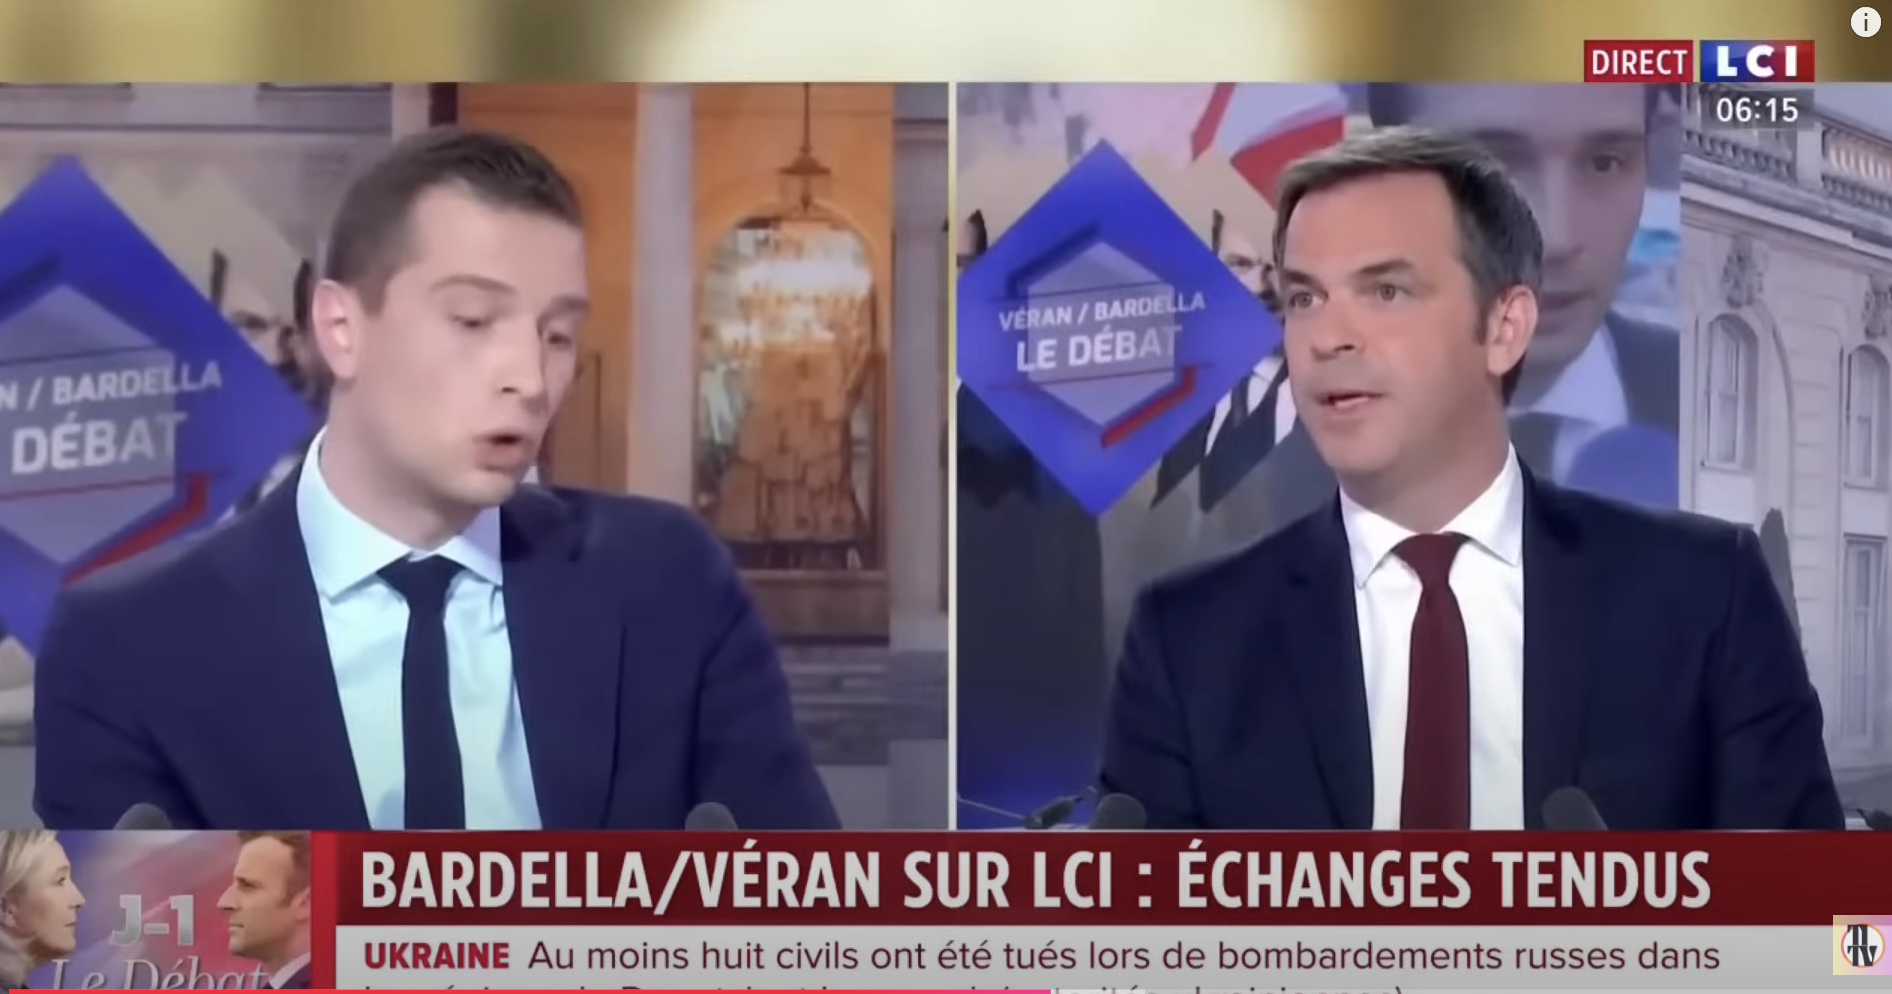 DIRECT LCI
06:15
VÉRAN / BARDELLA
LE DÉBAT
N / BARDELLA
DÉBAT
BARDELLA/VÉRAN SUR LCI : ÉCHANGES TENDUS
J-1
Le Débat
UKRAINE Au moins huit civils ont été tués lors de bombardements russes dans